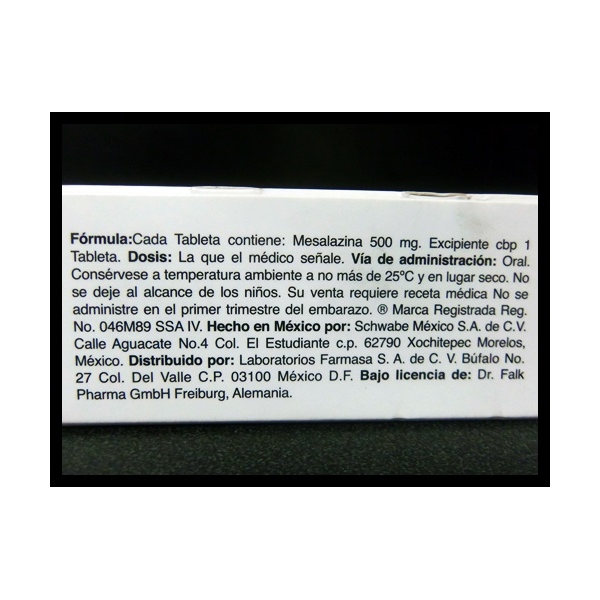 Fórmula:Cada Tableta contiene: Mesalazina 500 mg. Excipiente cbp 1
Tableta. Dosis: La que el médico señale. Vía de administración: Oral.
Consérvese a temperatura ambiente a no más de 25ºC y en lugar seco. No
se deje al alcance de los niños. Su venta requiere receta médica No se
administre en el primer trimestre del embarazo. ® Marca Registrada Reg.
No. 046M89 SSA IV. Hecho en México por: Schwabe México S.A. de C.V.
Calle Aguacate No.4 Col. El Estudiante c.p. 62790 Xochitepec Morelos,
México. Distribuido por: Laboratorios Farmasa S. A. de C. V. Búfalo No.
27 Col. Del Valle C.P. 03100 México D.F. Bajo licencia de: Dr. Falk
Pharma GmbH Freiburg, Alemania.